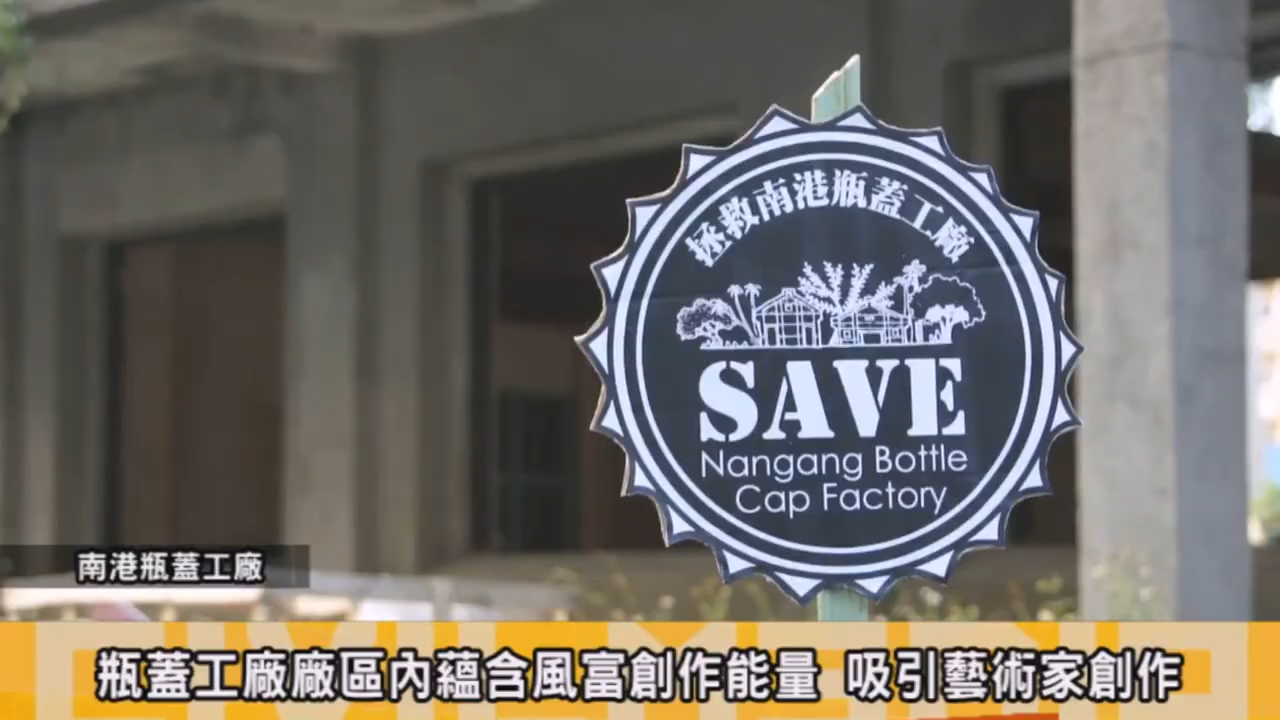 拯救南港瓶蓋工廠
SAVE
Nangang Bottle
Cap Factory
南港瓶蓋工廠
瓶蓋工廠廠區內蘊含風富創作能量 吸引藝術家創作